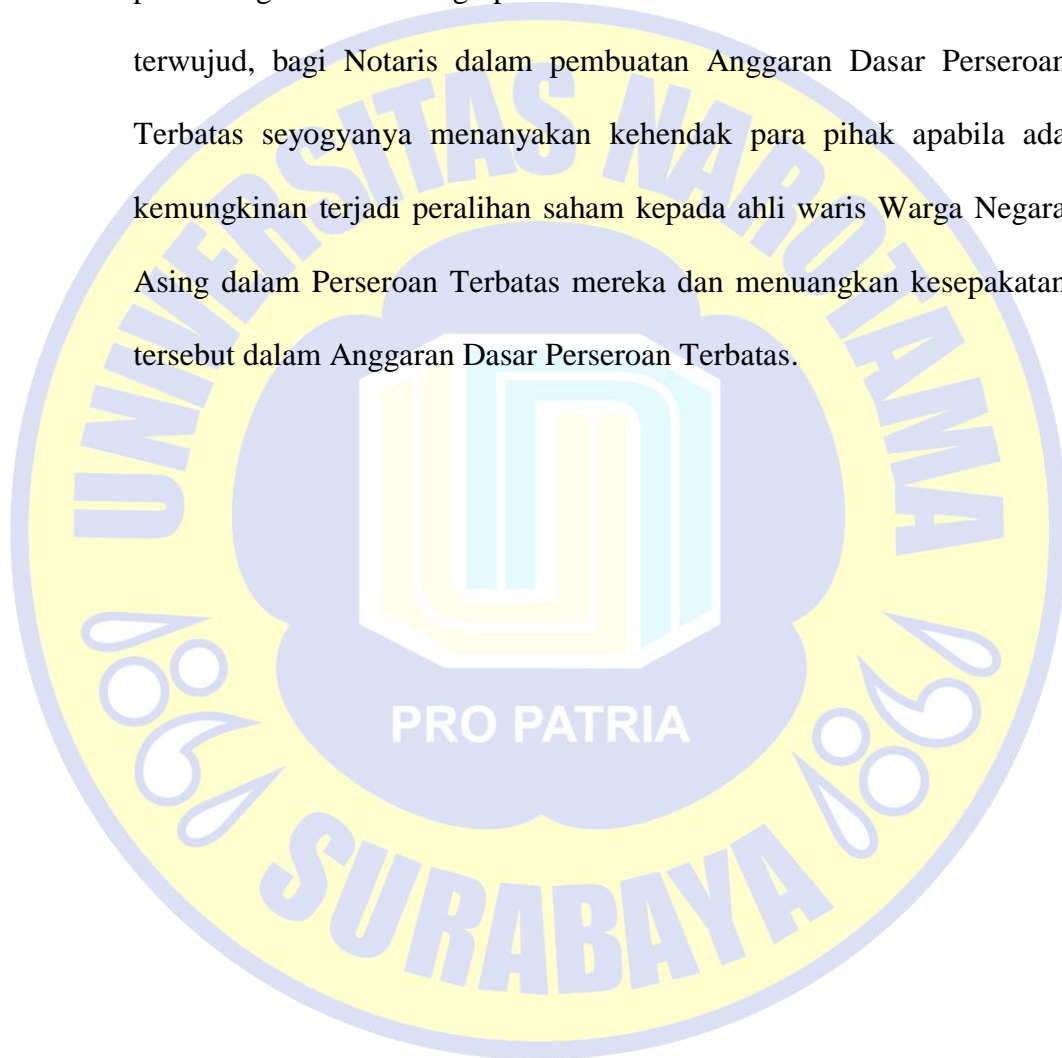 terwujud, bagi Notaris dalam pembuatan Anggaran Dasar Perseroan
Terbatas seyogyanya menanyakan kehendak para pihak apabila ada
kemungkinan terjadi peralihan saham kepada ahli waris Warga Negara
Asing dalam Perseroan Terbatas mereka dan menuangkan kesepakatan
tersebut dalam Anggaran Dasar Perseroan Terbatas.
UNIVERSITAS NAROTAMA
PRO PATRIA
SURABAYA